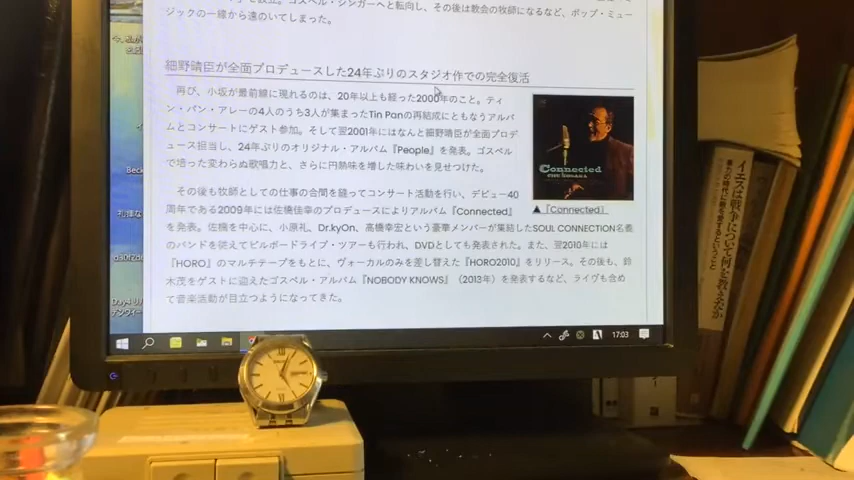 ジックの一線から遠のいてしまった。
細野晴臣が全面プロデュースした24年ぶりのスタジオ作での完全復活
再び、小坂が最前線に現れるのは、20年以上も経った2000年のこと。ティ
ン・パン・アレーの4人のうち3人が集まったTin Panの再結成にともなうアルバ
ムとコンサートにゲスト参加。そして翌2001年にはなんと細野晴臣が全面プロデ
ュース担当し、24年ぶりのオリジナル・アルバム『People』を発表。ゴスペル
で培った変わらぬ歌唱力と、さらに円熟味を増した味わいを見せつけた。
その後も牧師としての仕事の合間を縫ってコンサート活動を行い、デビュー40
周年である2009年には佐橋佳幸のプロデュースによりアルバム『Connected』
を発表。佐橋を中心に、小原礼、Dr.kyOn、高橋幸宏という豪華メンバーが集結したSOUL CONNECTION名義
のバンドを従えてビルボードライブ・ツアーも行われ、DVDとしても発表された。また、翌2010年には
『HORO』のマルチテープをもとに、ヴォーカルのみを差し替えた『HORO2010』をリリース。その後も、鈴
木茂をゲストに迎えたゴスペル・アルバム『NOBODY KNOWS』（2013年）を発表するなど、ライヴも含め
て音楽活動が目立つようになってきた。
Connected
▲『Connected』
17:03
イエスは戦争について何を教えたか